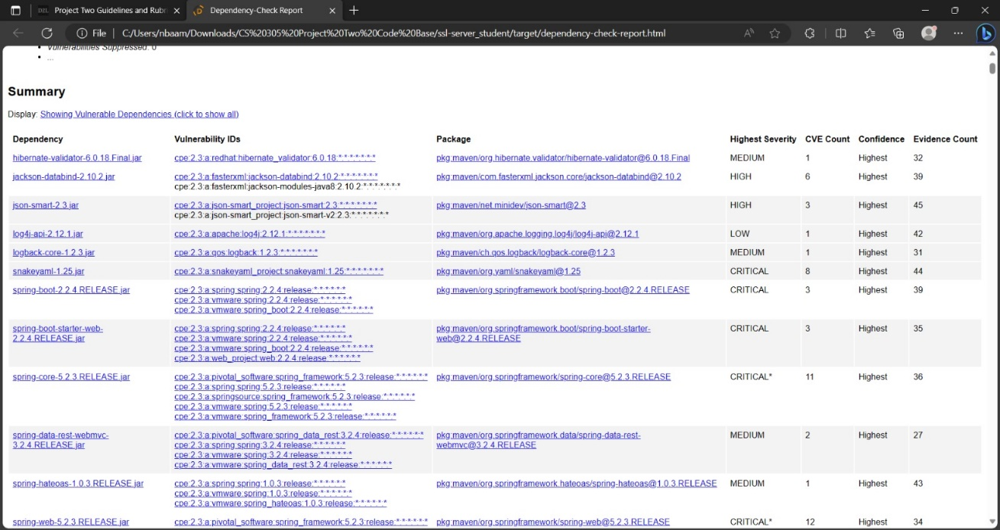 Project Two Guidelines and Rubri
Dependency-Check Report
File
C:/Users/nbaam/Downloads/CS%20305%20Project%20Two%20Code%20Base/ssl-server_student/target/dependency-check-report.html
Vulnerabilities Suppressed: 0
...
Summary
Display: Showing Vulnerable Dependencies (click to show all)
Dependency Vulnerability IDs Package Highest Severity CVE Count Confidence Evidence Count
hibernate-validator-6.0.18.Final.jar cpe:2.3:a:redhat:hibernate_validator:6.0.18:*:*:*:*:*:*:* pkg:maven/org.hibernate.validator/hibernate-validator@6.0.18.Final MEDIUM 1 Highest 32
jackson-databind-2.10.2.jar cpe:2.3:a:fasterxml:jackson-databind:2.10.2:*:*:*:*:*:*:* pkg:maven/com.fasterxml.jackson.core/jackson-databind@2.10.2 HIGH 6 Highest 39
cpe:2.3:a:fasterxml:jackson-modules-java8:2.10.2:*:*:*:*:*:*:*
json-smart-2.3.jar cpe:2.3:a:json-smart_project:json-smart:2.3:*:*:*:*:*:*:* pkg:maven/net.minidev/json-smart@2.3 HIGH 3 Highest 45
cpe:2.3:a:json-smart_project:json-smart-v2:2.3:*:*:*:*:*:*:*
log4j-api-2.12.1.jar cpe:2.3:a:apache:log4j:2.12.1:*:*:*:*:*:*:* pkg:maven/org.apache.logging.log4j/log4j-api@2.12.1 LOW 1 Highest 42
logback-core-1.2.3.jar cpe:2.3:a:qos:logback:1.2.3:*:*:*:*:*:*:* pkg:maven/ch.qos.logback/logback-core@1.2.3 MEDIUM 1 Highest 31
snakeyaml-1.25.jar cpe:2.3:a:snakeyaml_project:snakeyaml:1.25:*:*:*:*:*:*:* pkg:maven/org.yaml/snakeyaml@1.25 CRITICAL 8 Highest 44
spring-boot-2.2.4.RELEASE.jar cpe:2.3:a:spring:spring:2.2.4:release:*:*:*:*:*:* pkg:maven/org.springframework.boot/spring-boot@2.2.4.RELEASE CRITICAL 3 Highest 39
cpe:2.3:a:vmware:spring:2.2.4:release:*:*:*:*:*:*
cpe:2.3:a:vmware:spring_boot:2.2.4:release:*:*:*:*:*:*
spring-boot-starter-web- cpe:2.3:a:spring:spring:2.2.4:release:*:*:*:*:*:* pkg:maven/org.springframework.boot/spring-boot-starter- CRITICAL 3 Highest 35
2.2.4.RELEASE.jar cpe:2.3:a:vmware:spring:2.2.4:release:*:*:*:*:*:* web@2.2.4.RELEASE
cpe:2.3:a:vmware:spring_boot:2.2.4:release:*:*:*:*:*:*
cpe:2.3:a:web_project:web:2.2.4:release:*:*:*:*:*:*
spring-core-5.2.3.RELEASE.jar cpe:2.3:a:pivotal_software:spring_framework:5.2.3:release:*:*:*:*:*:* pkg:maven/org.springframework/spring-core@5.2.3.RELEASE CRITICAL* 11 Highest 36
cpe:2.3:a:spring:spring:5.2.3:release:*:*:*:*:*:*
cpe:2.3:a:springsource:spring_framework:5.2.3:release:*:*:*:*:*:*
cpe:2.3:a:vmware:spring:5.2.3:release:*:*:*:*:*:*
cpe:2.3:a:vmware:spring_framework:5.2.3:release:*:*:*:*:*:*
spring-data-rest-webmvc- cpe:2.3:a:pivotal_software:spring_data_rest:3.2.4:release:*:*:*:*:*:* pkg:maven/org.springframework.data/spring-data-rest- MEDIUM 2 Highest 27
3.2.4.RELEASE.jar cpe:2.3:a:spring:spring:3.2.4:release:*:*:*:*:*:* webmvc@3.2.4.RELEASE
cpe:2.3:a:vmware:spring:3.2.4:release:*:*:*:*:*:*
cpe:2.3:a:vmware:spring_data_rest:3.2.4:release:*:*:*:*:*:*
spring-hateoas-1.0.3.RELEASE.jar cpe:2.3:a:spring:spring:1.0.3:release:*:*:*:*:*:* pkg:maven/org.springframework.hateoas/spring-hateoas@1.0.3.RELEASE MEDIUM 1 Highest 43
cpe:2.3:a:vmware:spring:1.0.3:release:*:*:*:*:*:*
cpe:2.3:a:vmware:spring_hateoas:1.0.3:release:*:*:*:*:*:*
spring-web-5.2.3.RELEASE.jar cpe:2.3:a:pivotal_software:spring_framework:5.2.3:release:*:*:*:*:*:* pkg:maven/org.springframework/spring-web@5.2.3.RELEASE CRITICAL* 12 Highest 34